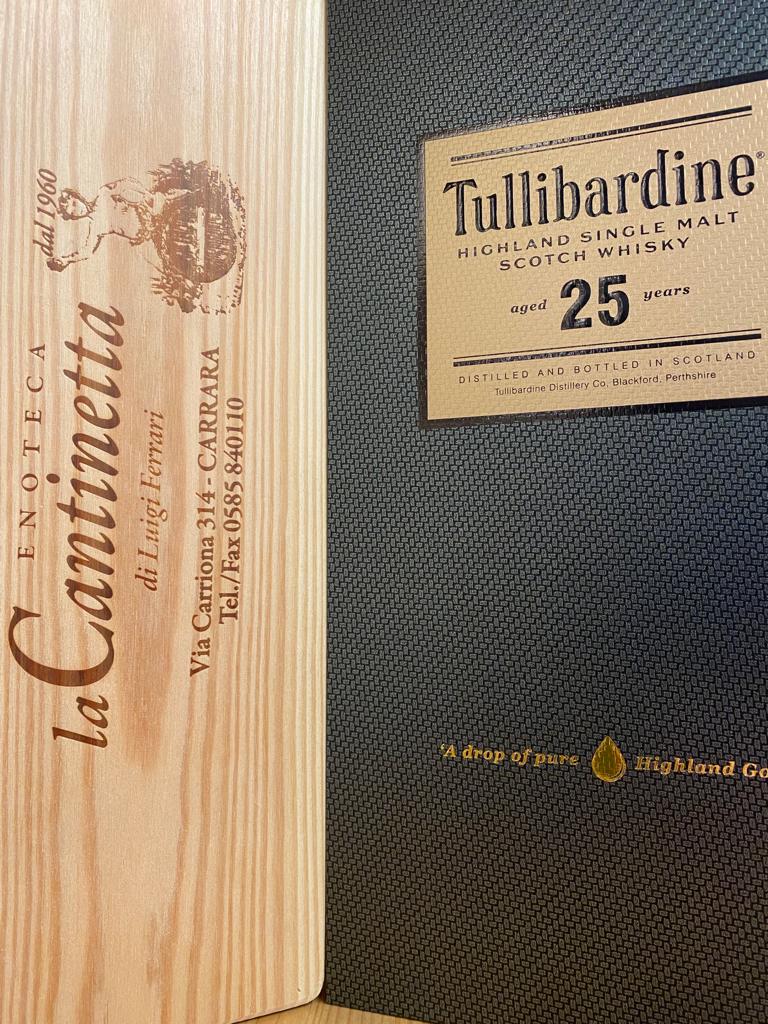 dal 1960
ENOTECA
la Cantinetta
di Luigi Ferrari
Via Carriona 314 - CARRARA
Tel./Fax 0585 840110
Tullibardine®
HIGHLAND SINGLE MALT
SCOTCH WHISKY
aged 25 years
DISTILLED AND BOTTLED IN SCOTLAND
Tullibardine Distillery Co, Blackford, Perthshire
‘A drop of pure Highland Go